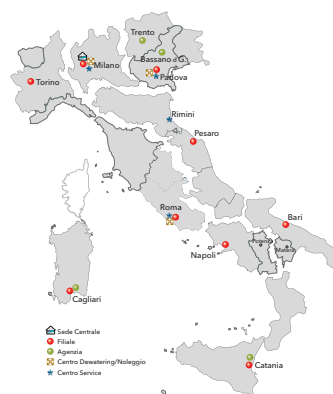 Trento
Bassano d G.
Milano
Padova
Torino
Rimini
Pesaro
Roma
Bari
Potenza
Matera
Napoli
Cagliari
Sede Centrale
Filiale
Agenzia
Centro Dewatering/Noleggio
Centro Service
Catania